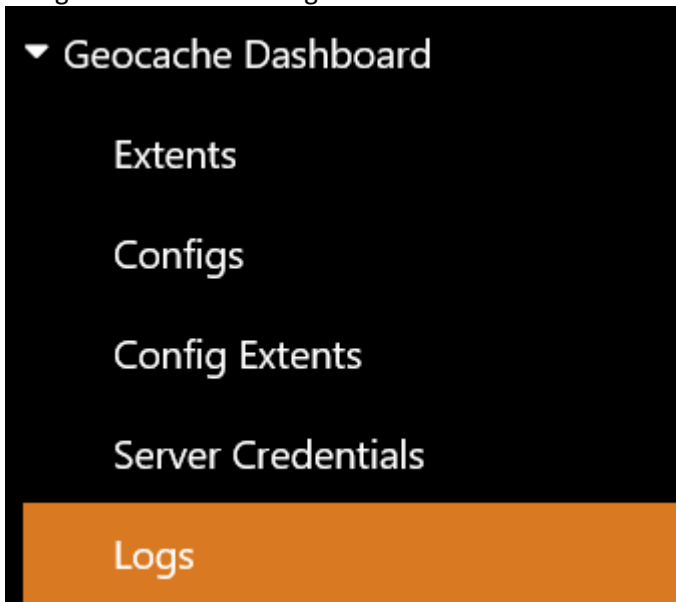 Geocache Dashboard
Extents
Configs
Config Extents
Server Credentials
Logs